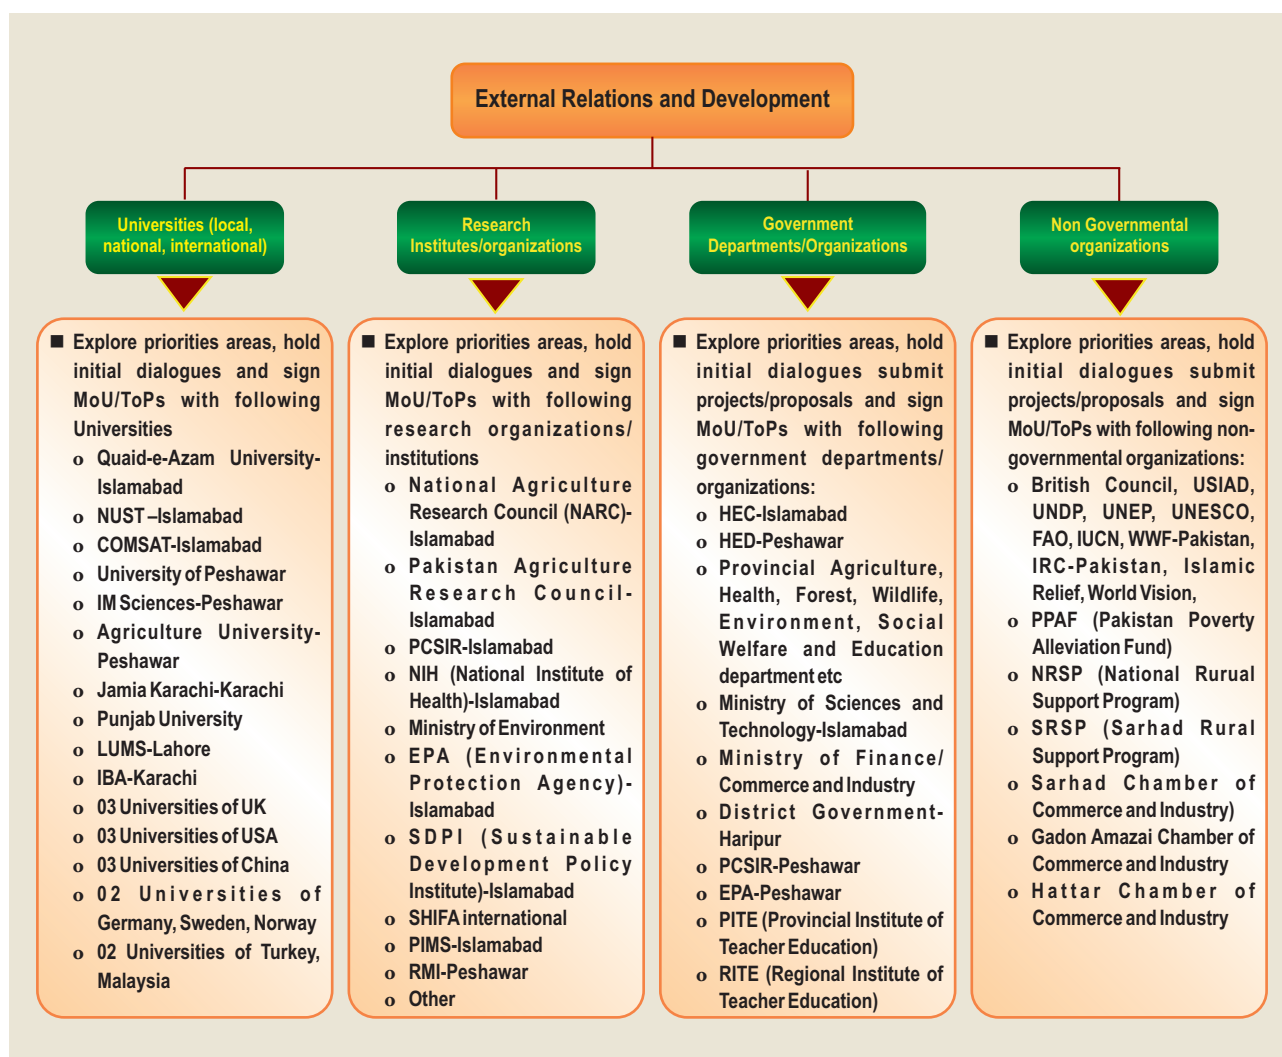 External Relations and Development
Universities (local,
national, international)
Explore priorities areas, hold
initial dialogues and sign
MoU/ToPs with following
Universities
o Quaid-e-Azam University-
Islamabad
o NUST –Islamabad
o COMSAT-Islamabad
o University of Peshawar
o IM Sciences-Peshawar
o Agriculture University-
Peshawar
o Jamia Karachi-Karachi
o Punjab University
o LUMS-Lahore
o IBA-Karachi
o 03 Universities of UK
o 03 Universities of USA
o 03 Universities of China
o 02 Universities of
Germany, Sweden, Norway
o 02 Universities of Turkey,
Malaysia
Research
Institutes/organizations
Explore priorities areas, hold
initial dialogues and sign
MoU/ToPs with following
research organizations/
institutions
o National Agriculture
Research Council (NARC)-
Islamabad
o Pakistan Agriculture
Research Council-
Islamabad
o PCSIR-Islamabad
o NIH (National Institute of
Health)-Islamabad
o Ministry of Environment
o EPA (Environmental
Protection Agency)-
Islamabad
o SDPI (Sustainable
Development Policy
Institute)-Islamabad
o SHIFA international
o PIMS-Islamabad
o RMI-Peshawar
o Other
Government
Departments/Organizations
Explore priorities areas, hold
initial dialogues submit
projects/proposals and sign
MoU/ToPs with following
government departments/
organizations:
o HEC-Islamabad
o HED-Peshawar
o Provincial Agriculture,
Health, Forest, Wildlife,
Environment, Social
Welfare and Education
department etc
o Ministry of Sciences and
Technology-Islamabad
o Ministry of Finance/
Commerce and Industry
o District Government-
Haripur
o PCSIR-Peshawar
o EPA-Peshawar
o PITE (Provincial Institute of
Teacher Education)
o RITE (Regional Institute of
Teacher Education)
Non Governmental
organizations
Explore priorities areas, hold
initial dialogues submit
projects/proposals and sign
MoU/ToPs with following non-
governmental organizations:
o British Council, USIAD,
UNDP, UNEP, UNESCO,
FAO, IUCN, WWF-Pakistan,
IRC-Pakistan, Islamic
Relief, World Vision,
o PPAF (Pakistan Poverty
Alleviation Fund)
o NRSP (National Rurual
Support Program)
o SRSP (Sarhad Rural
Support Program)
o Sarhad Chamber of
Commerce and Industry)
o Gadon Amazai Chamber of
Commerce and Industry
o Hattar Chamber of
Commerce and Industry